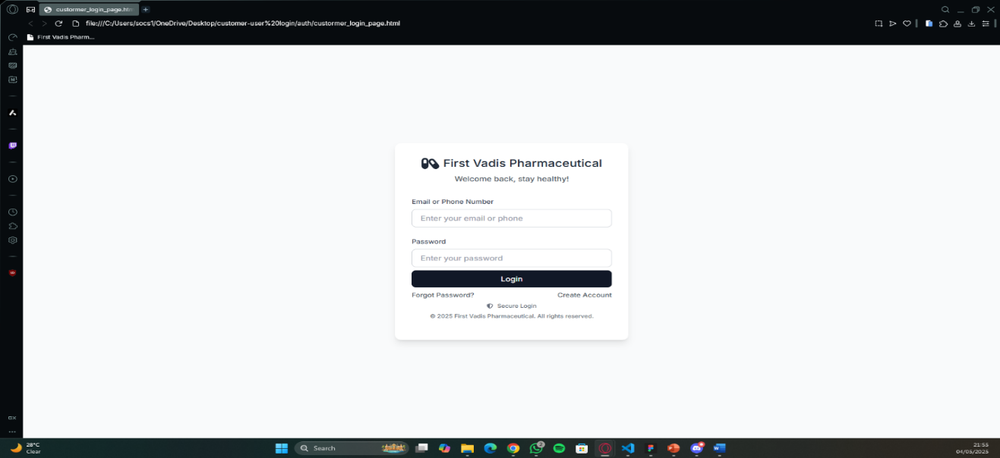 custormer_login_page.htm
file:///C:/Users/socs1/OneDrive/Desktop/customer-user%20login/auth/custormer_login_page.html
First Vadis Pharm...
First Vadis Pharmaceutical
Welcome back, stay healthy!
Email or Phone Number
Enter your email or phone
Password
Enter your password
Login
Forgot Password? Create Account
Secure Login
© 2025 First Vadis Pharmaceutical. All rights reserved.
28°C
Clear
Search
2
21:55
04/05/2025